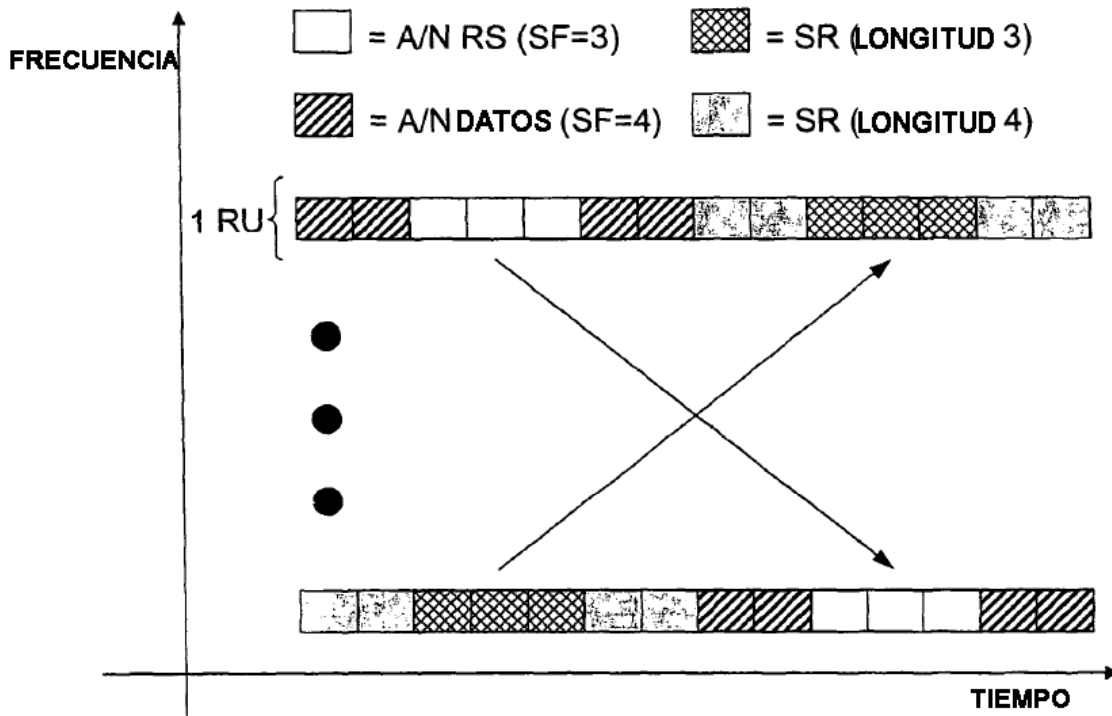 FRECUENCIA
= A/N RS (SF=3)
= SR (LONGITUD 3)
= A/N DATOS (SF=4)
= SR (LONGITUD 4)
1 RU
TIEMPO